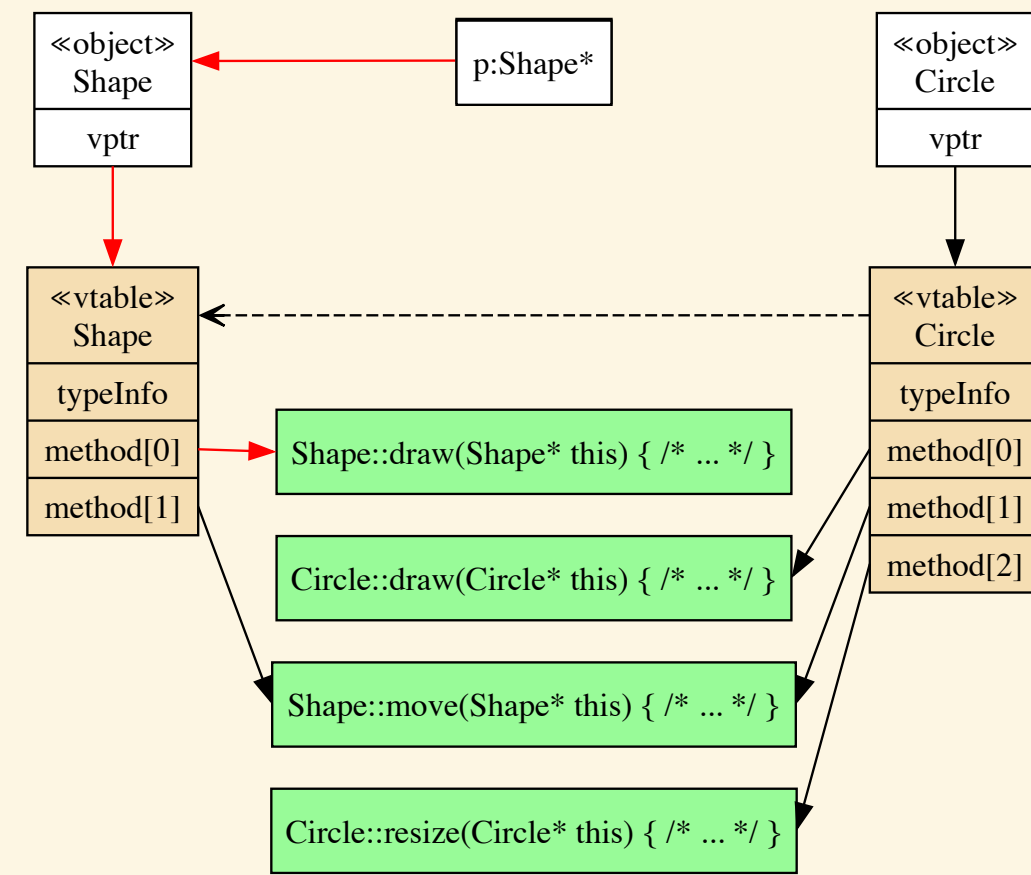 ≪object≫
Shape
vptr
p:Shape*
≪object≫
Circle
vptr
≪vtable≫
Shape
typeInfo
method[0]
method[1]
≪vtable≫
Circle
typeInfo
method[0]
method[1]
method[2]
Shape::draw(Shape* this) { /* ... */ }
Circle::draw(Circle* this) { /* ... */ }
Shape::move(Shape* this) { /* ... */ }
Circle::resize(Circle* this) { /* ... */ }